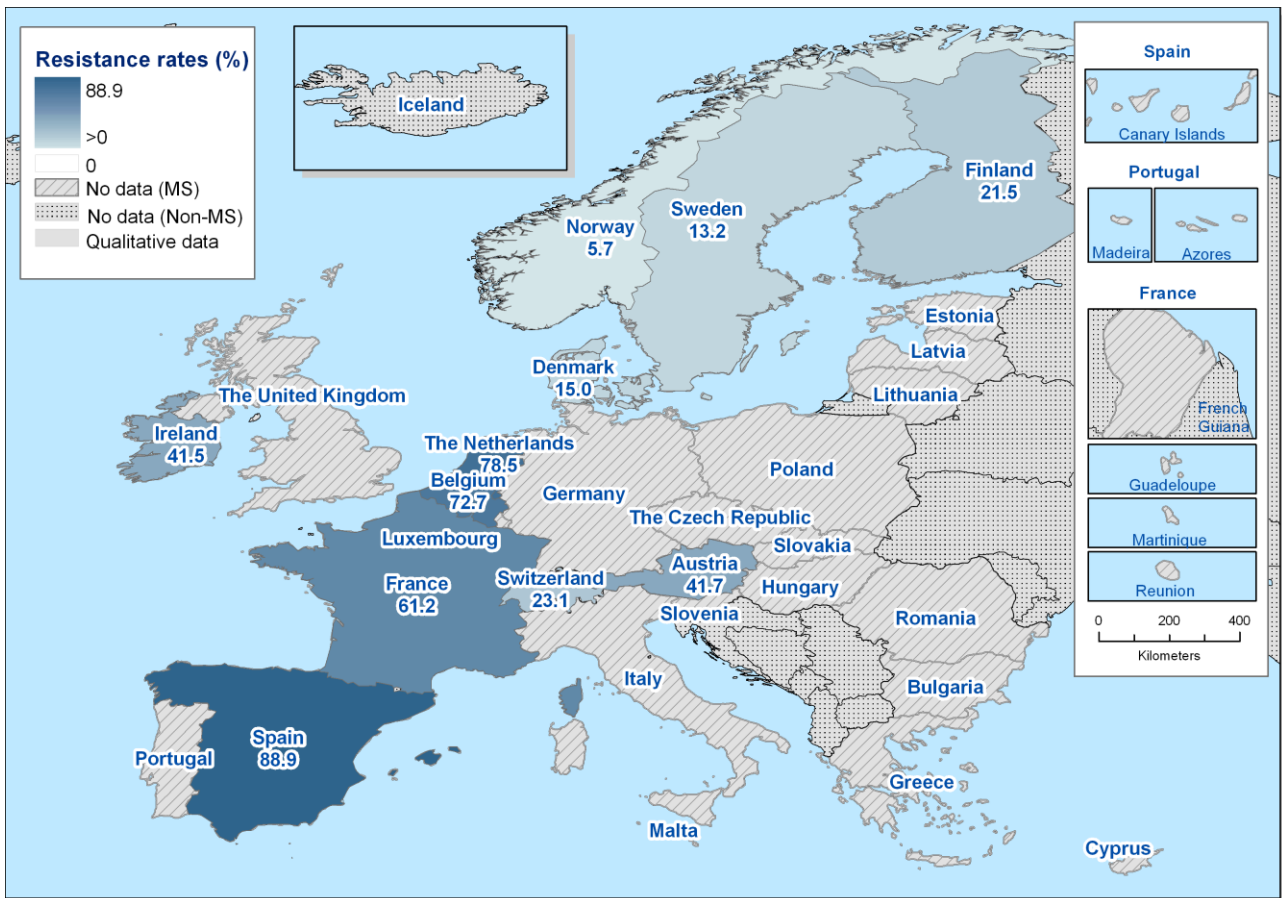 Resistance rates (%)
88.9
>0
0
No data (MS)
No data (Non-MS)
Qualitative data
Iceland
Finland
21.5
Sweden
13.2
Norway
5.7
Estonia
Latvia
Lithuania
Denmark
15.0
The United Kingdom
Ireland
41.5
The Netherlands
78.5
Belgium
72.7
Germany
Poland
The Czech Republic
Luxembourg
Slovakia
Austria
41.7
Switzerland
23.1
France
61.2
Hungary
Slovenia
Romania
Italy
Bulgaria
Spain
88.9
Portugal
Greece
Malta
Cyprus
Spain
Canary Islands
Portugal
Madeira
Azores
France
French
Guiana
Guadeloupe
Martinique
Reunion
0 200 400
Kilometers